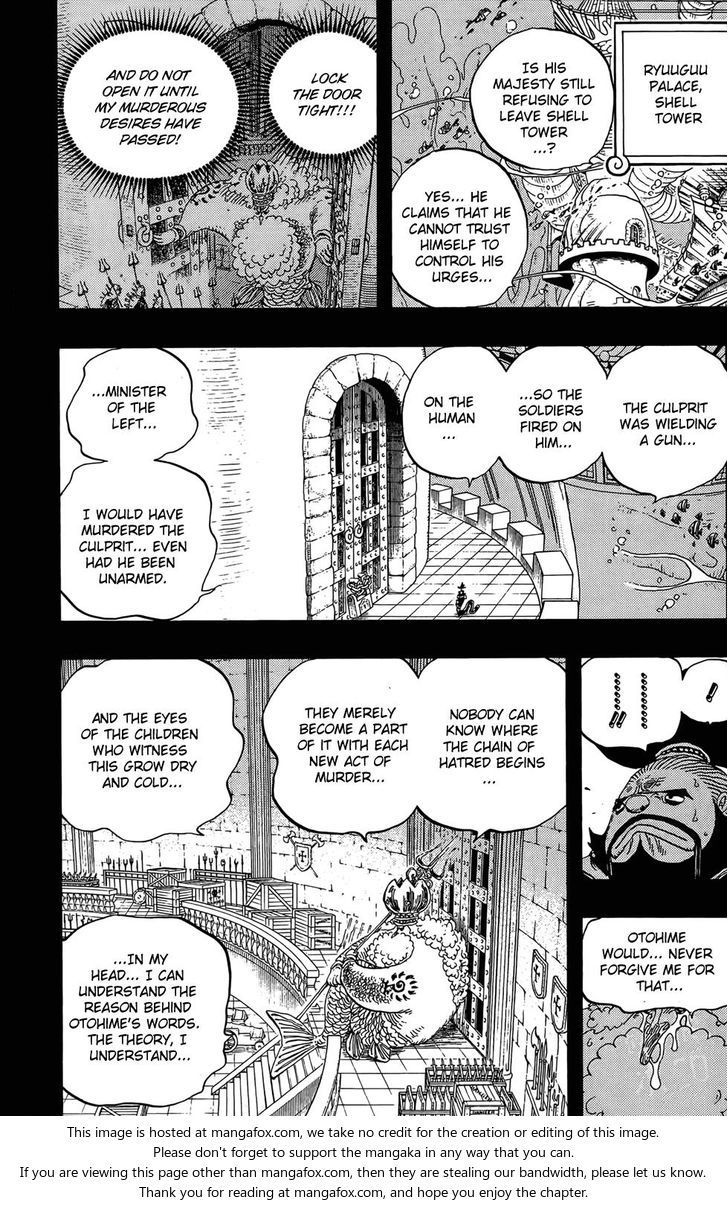 RYUUGUU
PALACE,
SHELL
TOWER
IS HIS
MAJESTY STILL
REFUSING TO
LEAVE SHELL
TOWER
...?
YES... HE
CLAIMS THAT HE
CANNOT TRUST
HIMSELF TO
CONTROL HIS
URGES...
LOCK
THE DOOR
TIGHT!!!
AND DO NOT
OPEN IT UNTIL
MY MURDEROUS
DESIRES HAVE
PASSED!
THE CULPRIT
WAS WIELDING
A GUN...
...SO THE
SOLDIERS
FIRED ON
HIM...
ON THE
HUMAN
...
...MINISTER
OF THE
LEFT...
I WOULD HAVE
MURDERED THE
CULPRIT... EVEN
HAD HE BEEN
UNARMED.
!
........!!
........!!
OTOHIME
WOULD... NEVER
FORGIVE ME FOR
THAT...
NOBODY CAN
KNOW WHERE
THE CHAIN OF
HATRED BEGINS
...
THEY MERELY
BECOME A PART
OF IT WITH EACH
NEW ACT OF
MURDER...
AND THE EYES
OF THE CHILDREN
WHO WITNESS
THIS GROW DRY
AND COLD...
...IN MY
HEAD... I CAN
UNDERSTAND THE
REASON BEHIND
OTOHIME'S WORDS.
THE THEORY, I
UNDERSTAND...
This image is hosted at mangafox.com, we take no credit for the creation or editing of this image.
Please don't forget to support the mangaka in any way that you can.
If you are viewing this page other than mangafox.com, then they are stealing our bandwidth, please let us know.
Thank you for reading at mangafox.com, and hope you enjoy the chapter.